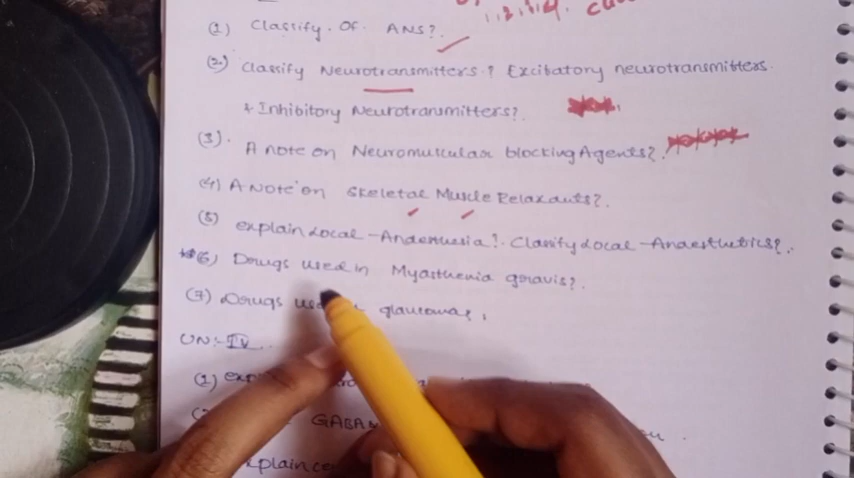 (1) Classify. Of. ANS?.
(2) Classify Neurotransmitters? Excitatory neurotransmitters.
+ Inhibitory Neurotransmitters?.
(3). A note on Neuromuscular blocking Agents?.
(4) A Note on Skeletal Muscle Relaxants?.
(5) explain Local-Anaesthesia?. Classify Local-Anaesthetics?.
(6) Drugs used in Myasthenia gravis?.
(7) Drugs glaucoma?,
UN:-IV.
(1)
GABA
explain